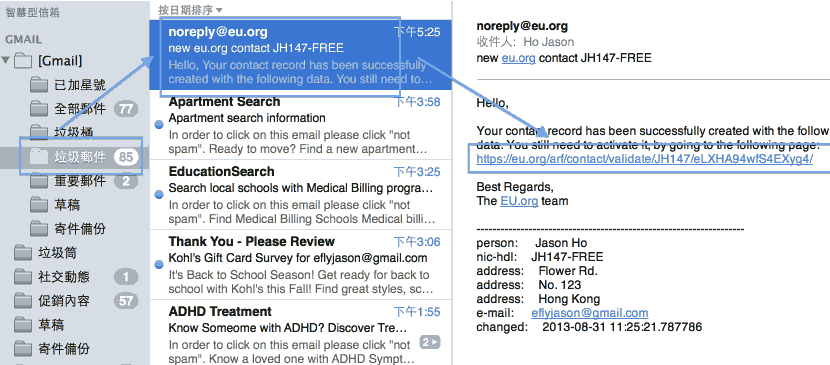 智慧型信箱
GMAIL
[Gmail]
已加星號
全部郵件 77
垃圾桶
垃圾郵件 85
重要郵件 2
草稿
寄件備份
垃圾筒
社交動態 1
促銷內容 57
草稿
寄件備份
按日期排序
noreply@eu.org 下午5:25
new eu.org contact JH147-FREE
Hello, Your contact record has been successfully
created with the following data. You still need to…
Apartment Search 下午3:58
Apartment search information
In order to click on this email please click "not
spam". Ready to move? Find a new apartment…
EducationSearch 下午3:25
Search local schools with Medical Billing progra…
In order to click on this email please click "not
spam". Find Medical Billing Schools Medical billi…
Thank You - Please Review 下午3:06
Kohl's Gift Card Survey for eflyjason@gmail.com
It's Back to School Season! Get ready for back to
school with Kohl's this Fall! Find great styles, sc…
ADHD Treatment 下午1:55
Know Someone with ADHD? Discover Tre…
In order to click on this email please click "not 2
spam". Know a loved one with ADHD Sympt…
noreply@eu.org
收件人: Ho Jason
new eu.org contact JH147-FREE
Hello,
Your contact record has been successfully created with the follow
data. You still need to activate it, by going to the following page:
https://eu.org/arf/contact/validate/JH147/eLXHA94wfS4EXyg4/
Best Regards,
The EU.org team
person: Jason Ho
nic-hdl: JH147-FREE
address: Flower Rd.
address: No. 123
address: Hong Kong
e-mail: eflyjason@gmail.com
changed: 2013-08-31 11:25:21.787786